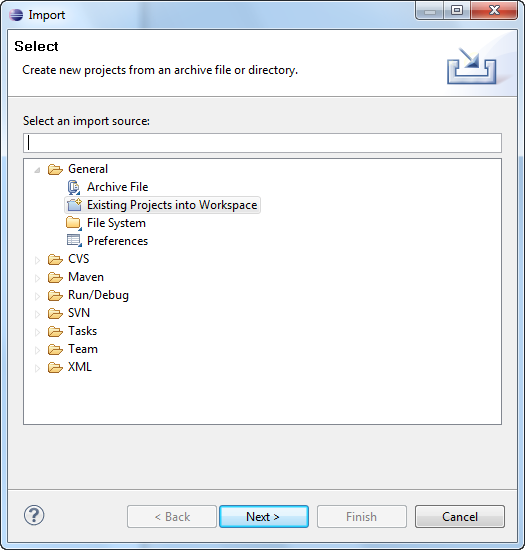 Import
Select
Create new projects from an archive file or directory.
Select an import source:
General
Archive File
Existing Projects into Workspace
File System
Preferences
CVS
Maven
Run/Debug
SVN
Tasks
Team
XML
?
< Back
Next >
Finish
Cancel